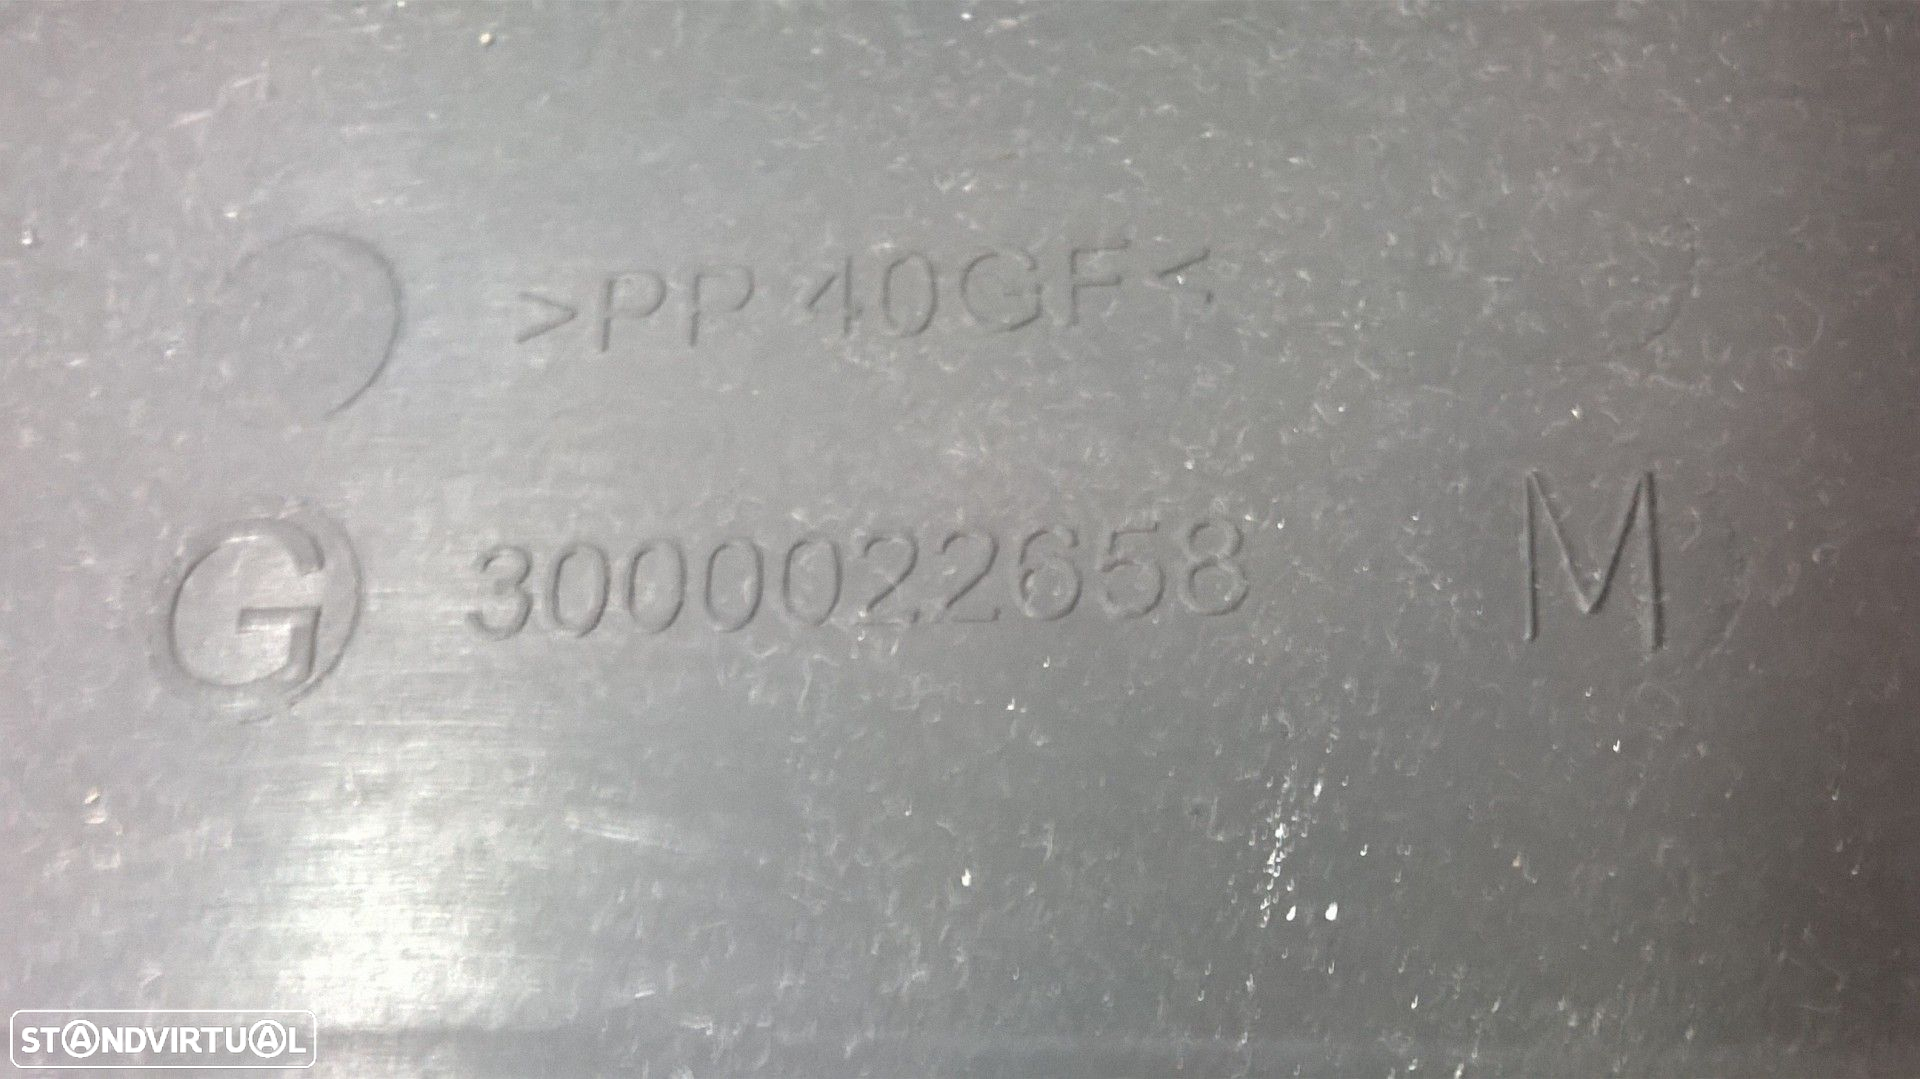 >PP 40GF<
G 3000022658 M
STANDVIRTUAL